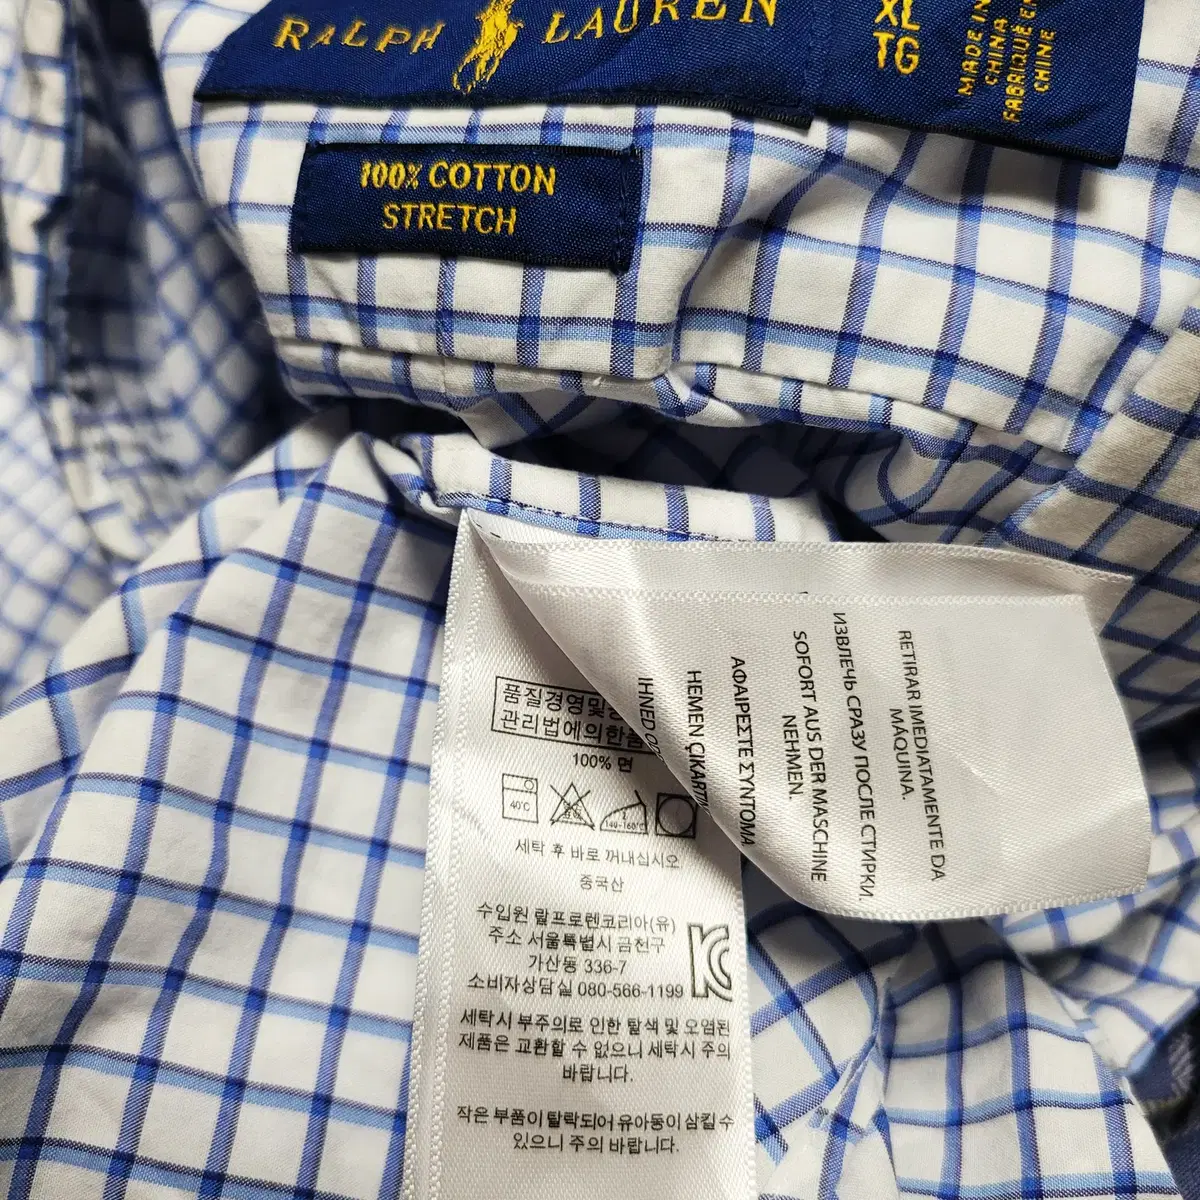 RALPH LAUREN
XL
TG
MADE IN
CHINA
FABRIQUÉ EN
CHINE
100% COTTON
STRETCH
품질경영및
관리법에의한품
100% 면
40°C
140-160°C
세탁 후 바로 꺼내십시오
중국산
수입원 랄프로렌코리아(유)
주소 서울특별시 금천구
가산동 336-7
소비자상담실 080-566-1199
세탁시 부주의로 인한 탈색 및 오염된
제품은 교환할 수 없으니 세탁시 주의
바랍니다.
작은 부품이 탈락되어 유아동이 삼킬 수
있으니 주의 바랍니다.
IHNED
HEMEN ÇIKARTIN
ΑΦΑΙΡΕΣΤΕ ΣΥΝΤΟΜΑ
SOFORT AUS DER MASCHINE
NEHMEN.
ИЗВЛЕЧЬ СРАЗУ ПОСЛЕ СТИРКИ.
RETIRAR IMEDIATAMENTE DA
MÁQUINA.